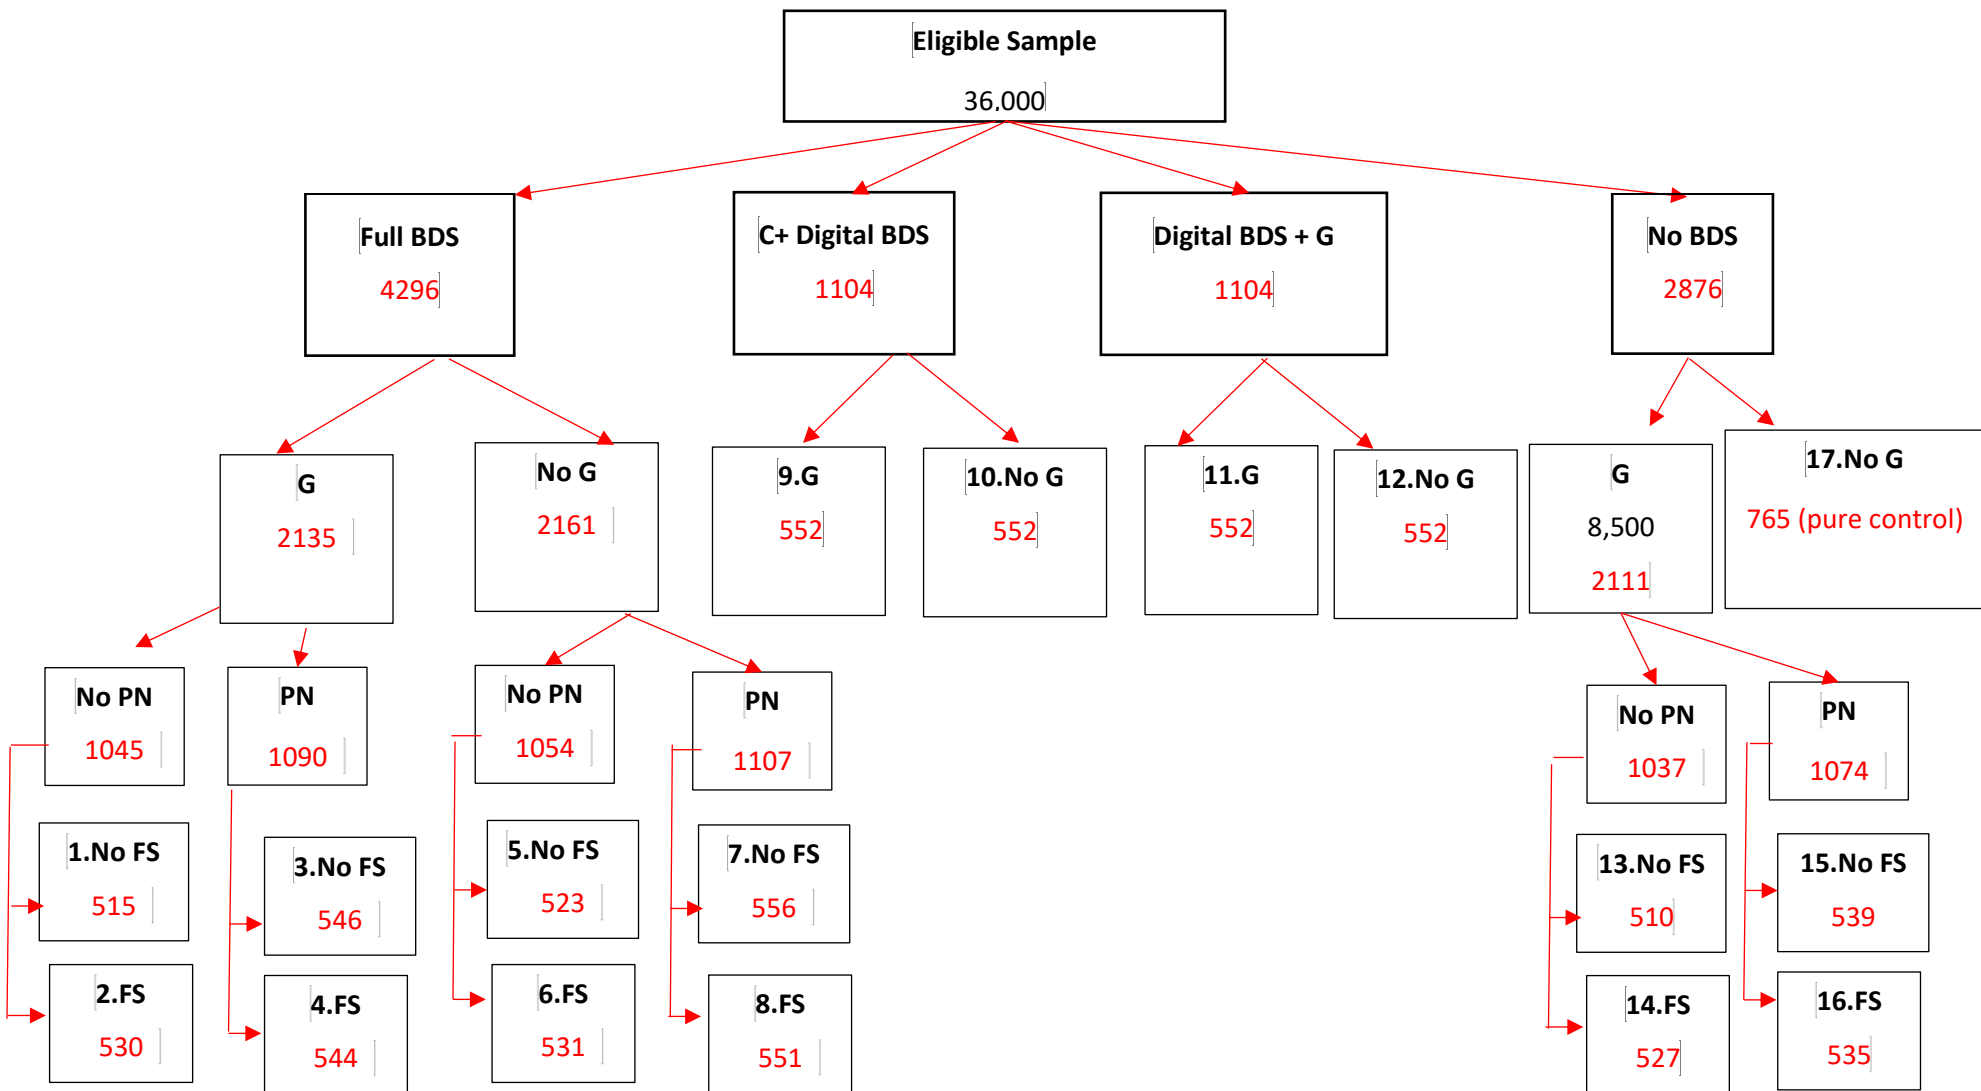 Eligible Sample
36.000
Full BDS
4296
C+ Digital BDS
1104
Digital BDS + G
1104
No BDS
2876
G
2135
No G
2161
9.G
552
10.No G
552
11.G
552
12.No G
552
G
8,500
2111
17.No G
765 (pure control)
No PN
1045
PN
1090
No PN
1054
PN
1107
No PN
1037
PN
1074
1.No FS
515
3.No FS
546
5.No FS
523
7.No FS
556
13.No FS
510
15.No FS
539
2.FS
530
4.FS
544
6.FS
531
8.FS
551
14.FS
527
16.FS
535